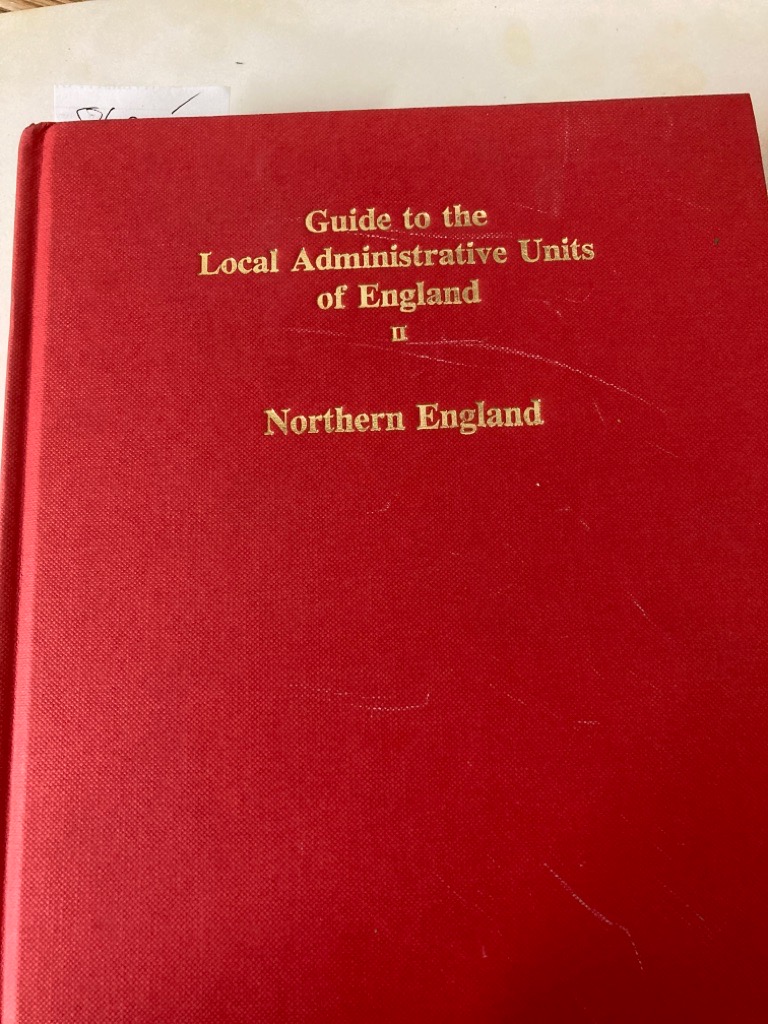 Guide to the
Local Administrative Units
of England
II
Northern England